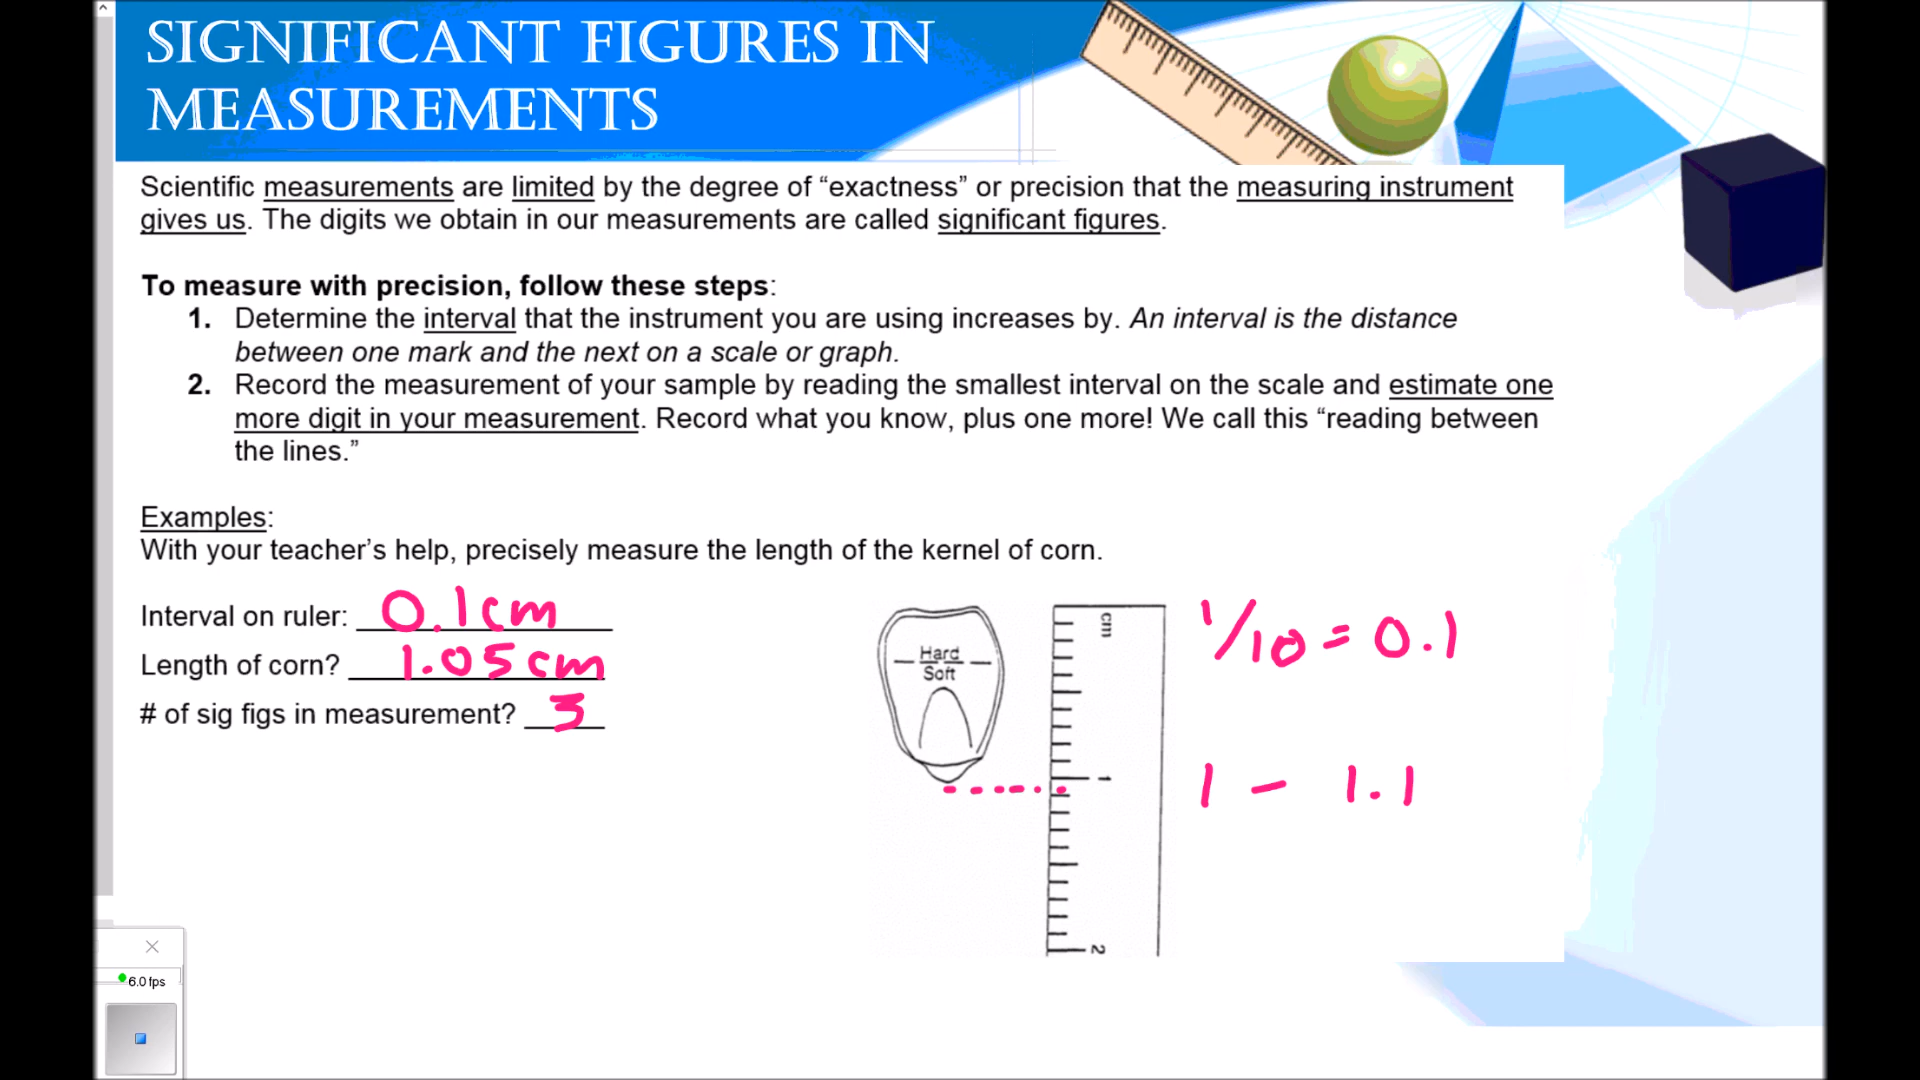 SIGNIFICANT FIGURES IN
MEASUREMENTS
Scientific measurements are limited by the degree of “exactness” or precision that the measuring instrument
gives us. The digits we obtain in our measurements are called significant figures.
To measure with precision, follow these steps:
1. Determine the interval that the instrument you are using increases by. An interval is the distance
between one mark and the next on a scale or graph.
2. Record the measurement of your sample by reading the smallest interval on the scale and estimate one
more digit in your measurement. Record what you know, plus one more! We call this “reading between
the lines.”
Examples:
With your teacher’s help, precisely measure the length of the kernel of corn.
Interval on ruler: 0.1cm
Length of corn? 1.05cm
# of sig figs in measurement? 3
Hard
Soft
cm
1
2
1/10 = 0.1
1 - 1.1
6.0 fps